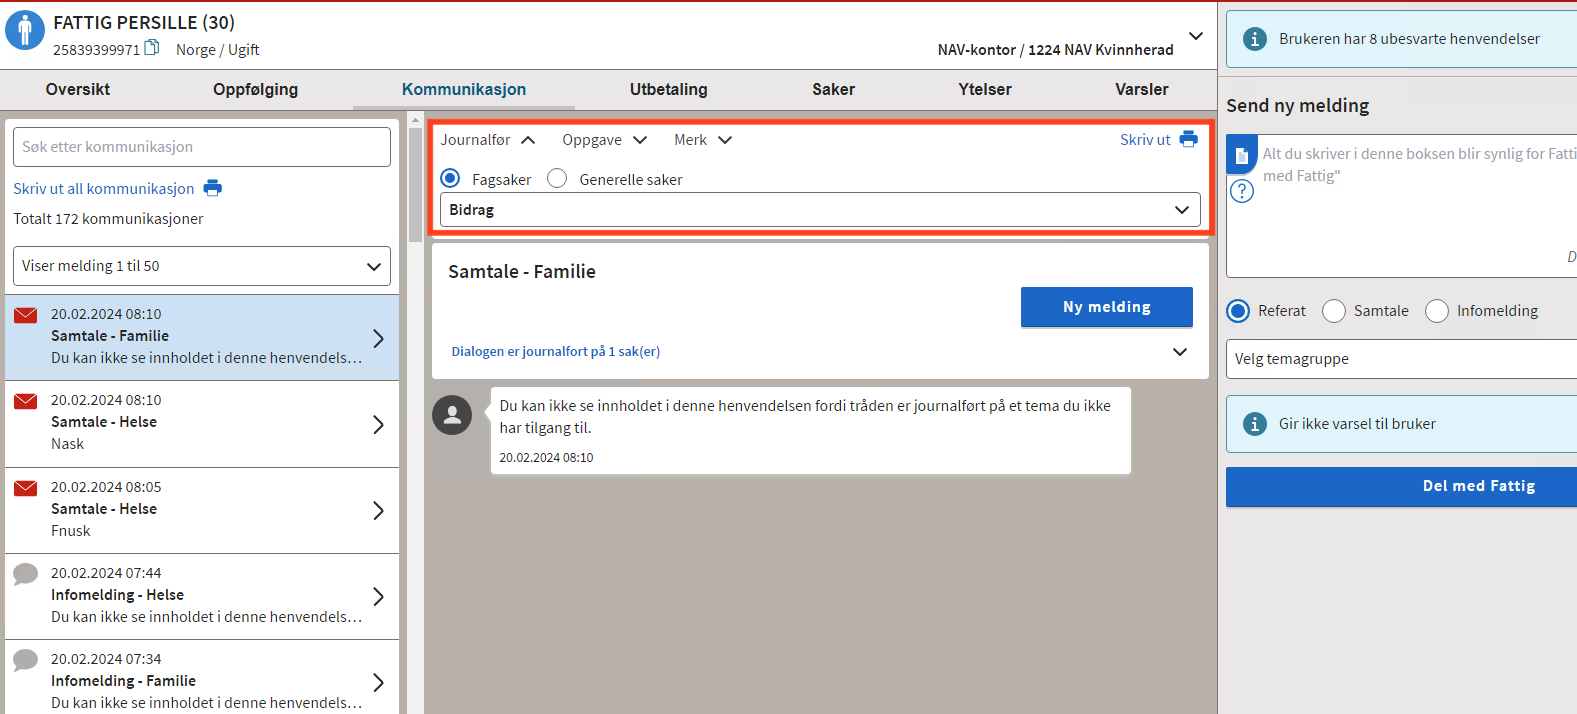 FATTIG PERSILLE (30)
25839399971 Norge / Ugift
NAV-kontor / 1224 NAV Kvinnherad
Oversikt Oppfølging Kommunikasjon Utbetaling Saker Ytelser Varsler
Søk etter kommunikasjon
Skriv ut all kommunikasjon
Totalt 172 kommunikasjoner
Viser melding 1 til 50
20.02.2024 08:10
Samtale - Familie
Du kan ikke se innholdet i denne henvendels...
20.02.2024 08:10
Samtale - Helse
Nask
20.02.2024 08:05
Samtale - Helse
Fnusk
20.02.2024 07:44
Infomelding - Helse
Du kan ikke se innholdet i denne henvendels...
20.02.2024 07:34
Infomelding - Familie
Du kan ikke se innholdet i denne henvendels...
Journalfør Oppgave Merk Skriv ut
Fagsaker Generelle saker
Bidrag
Samtale - Familie
Ny melding
Dialogen er journalfort på 1 sak(er)
Du kan ikke se innholdet i denne henvendelsen fordi tråden er journalført på et tema du ikke
har tilgang til.
20.02.2024 08:10
Brukeren har 8 ubesvarte henvendelser
Send ny melding
Alt du skriver i denne boksen blir synlig for Fatti
med Fattig"
D
Referat Samtale Infomelding
Velg temagruppe
Gir ikke varsel til bruker
Del med Fattig